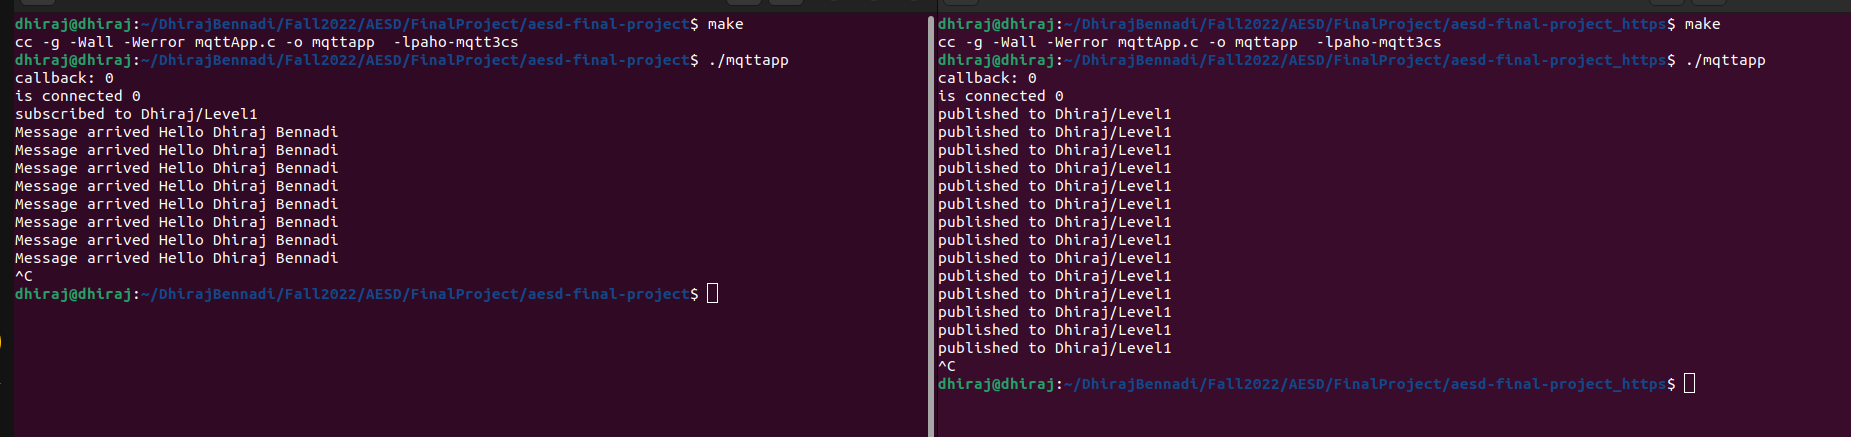 dhiraj@dhiraj:~/DhirajBennadi/Fall2022/AESD/FinalProject/aesd-final-project$ make
cc -g -Wall -Werror mqttApp.c -o mqttapp  -lpaho-mqtt3cs
dhiraj@dhiraj:~/DhirajBennadi/Fall2022/AESD/FinalProject/aesd-final-project$ ./mqttapp
callback: 0
is connected 0
subscribed to Dhiraj/Level1
Message arrived Hello Dhiraj Bennadi
Message arrived Hello Dhiraj Bennadi
Message arrived Hello Dhiraj Bennadi
Message arrived Hello Dhiraj Bennadi
Message arrived Hello Dhiraj Bennadi
Message arrived Hello Dhiraj Bennadi
Message arrived Hello Dhiraj Bennadi
Message arrived Hello Dhiraj Bennadi
^C
dhiraj@dhiraj:~/DhirajBennadi/Fall2022/AESD/FinalProject/aesd-final-project$
dhiraj@dhiraj:~/DhirajBennadi/Fall2022/AESD/FinalProject/aesd-final-project_https$ make
cc -g -Wall -Werror mqttApp.c -o mqttapp  -lpaho-mqtt3cs
dhiraj@dhiraj:~/DhirajBennadi/Fall2022/AESD/FinalProject/aesd-final-project_https$ ./mqttapp
callback: 0
is connected 0
published to Dhiraj/Level1
published to Dhiraj/Level1
published to Dhiraj/Level1
published to Dhiraj/Level1
published to Dhiraj/Level1
published to Dhiraj/Level1
published to Dhiraj/Level1
published to Dhiraj/Level1
published to Dhiraj/Level1
published to Dhiraj/Level1
published to Dhiraj/Level1
published to Dhiraj/Level1
published to Dhiraj/Level1
published to Dhiraj/Level1
^C
dhiraj@dhiraj:~/DhirajBennadi/Fall2022/AESD/FinalProject/aesd-final-project_https$